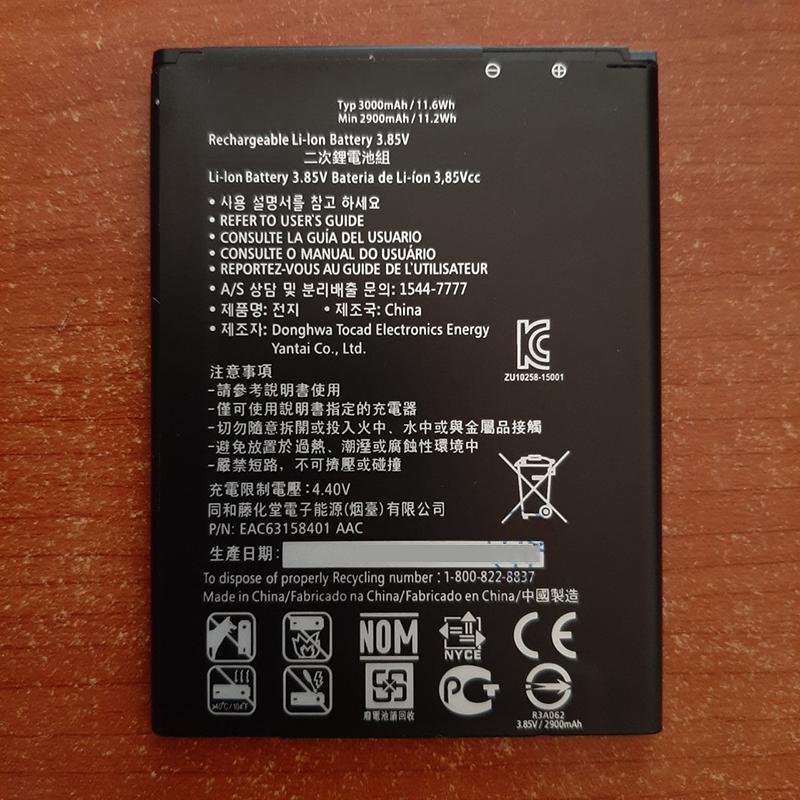 ⊖ ⊕
Typ 3000mAh / 11.6Wh
Min 2900mAh / 11.2Wh
Rechargeable Li-Ion Battery 3.85V
二次鋰電池組
Li-Ion Battery 3.85V Bateria de Li-íon 3,85Vcc
• 사용 설명서를 참고 하세요
• REFER TO USER'S GUIDE
• CONSULTE LA GUÍA DEL USUARIO
• CONSULTE O MANUAL DO USUÁRIO
• REPORTEZ-VOUS AU GUIDE DE L'UTILISATEUR
• A/S 상담 및 분리배출 문의: 1544-7777
• 제품명: 전지 • 제조국: China
• 제조자: Donghwa Tocad Electronics Energy
Yantai Co., Ltd.
ZU10258-15001
注意事項
-請參考說明書使用
-僅可使用說明書指定的充電器
-切勿隨意拆開或投入火中、水中或與金屬品接觸
-避免放置於過熱、潮溼或腐蝕性環境中
-嚴禁短路，不可擠壓或碰撞
充電限制電壓：4.40V
同和藤化堂電子能源(烟臺)有限公司
P/N: EAC63158401 AAC
生產日期:
To dispose of properly Recycling number : 1-800-822-8837
Made in China/Fabricado na China/Fabricado en China/中國製造
NOM
NYCE
CE
>40°C/104°F
廢電池請回收
R3A062
3.85V / 2900mAh